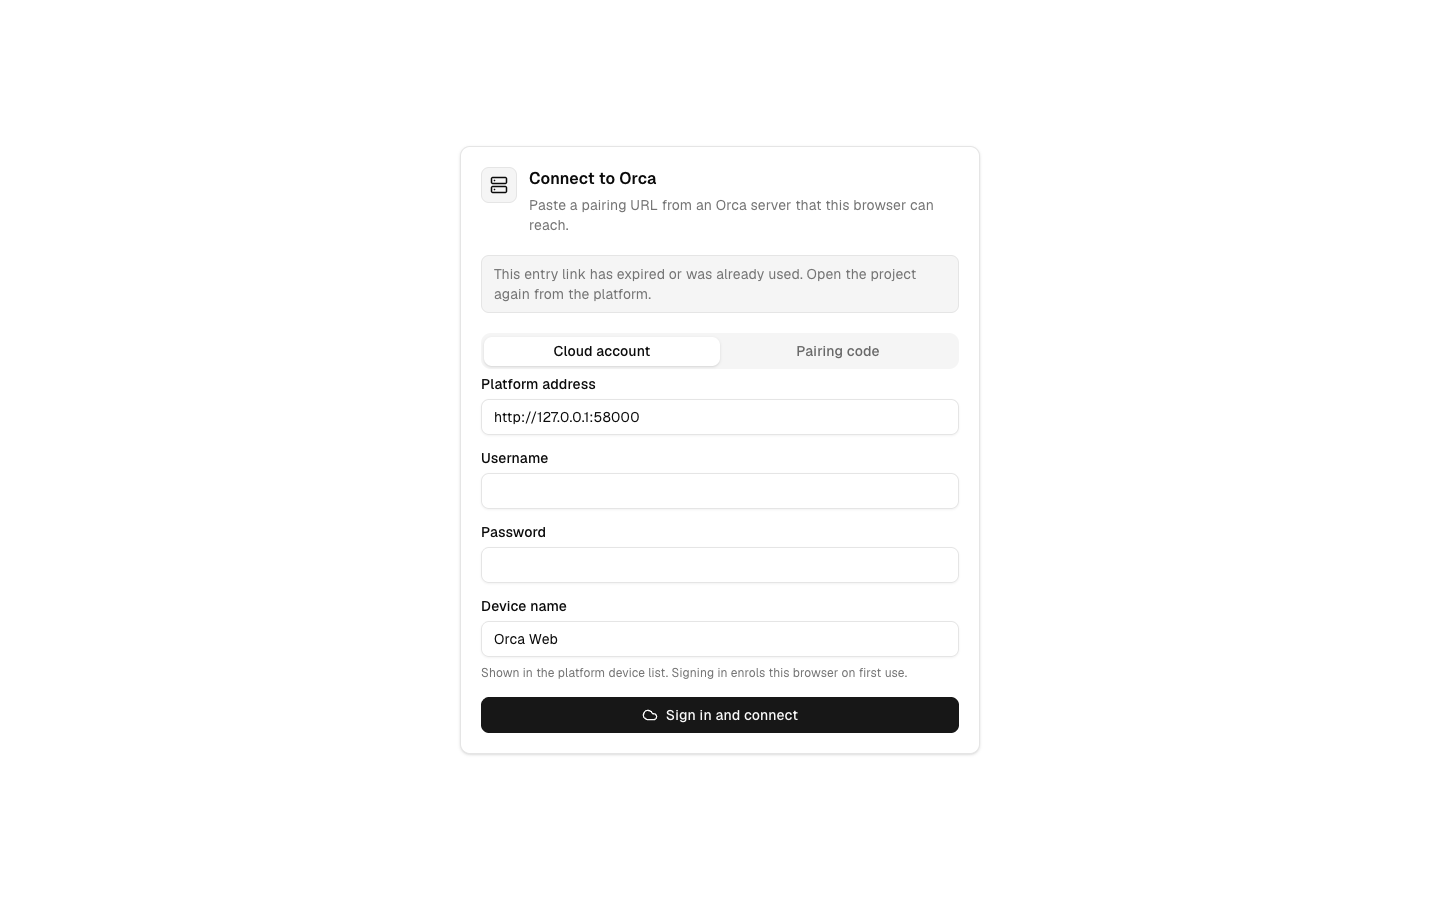 Connect to Orca
Paste a pairing URL from an Orca server that this browser can
reach.
This entry link has expired or was already used. Open the project
again from the platform.
Cloud account
Pairing code
Platform address
http://127.0.0.1:58000
Username
Password
Device name
Orca Web
Shown in the platform device list. Signing in enrols this browser on first use.
Sign in and connect